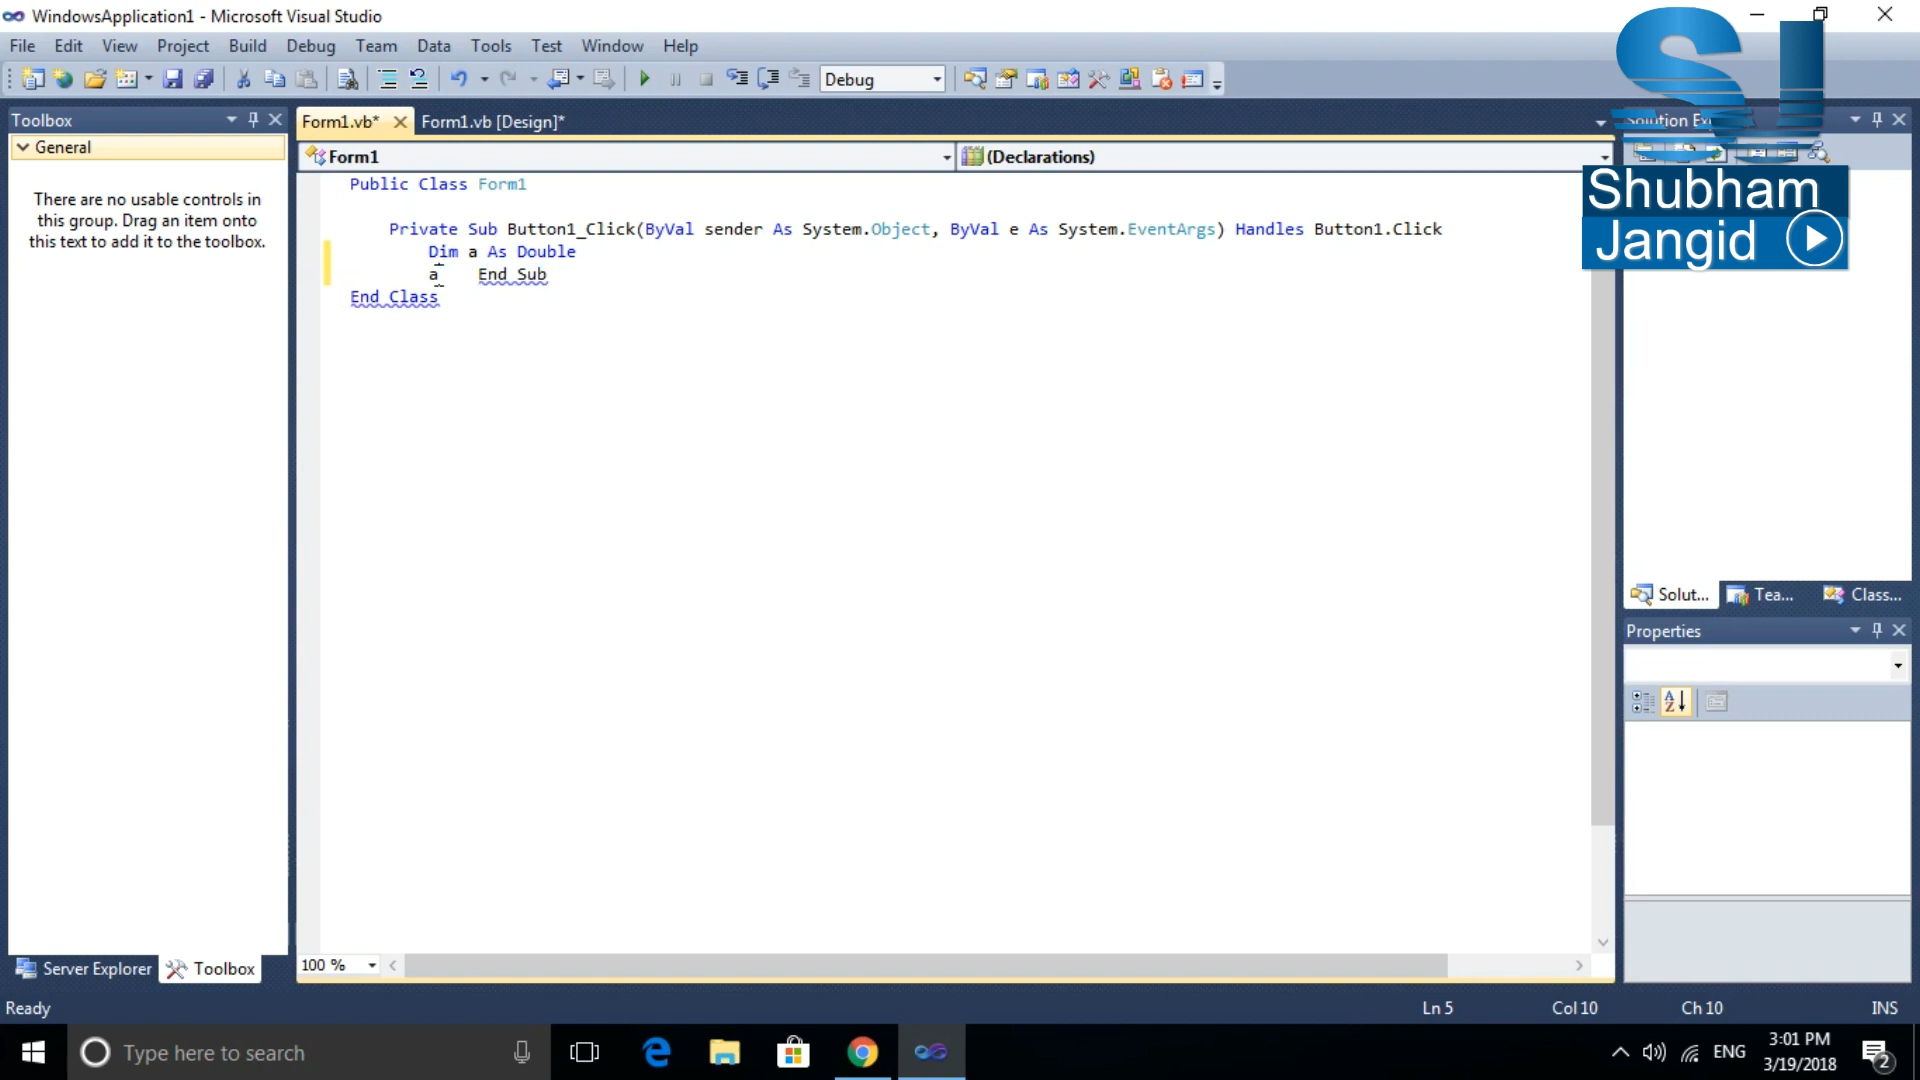 WindowsApplication1 - Microsoft Visual Studio
File Edit View Project Build Debug Team Data Tools Test Window Help
Debug
SJ
Toolbox
Form1.vb* Form1.vb [Design]*
General
Form1
(Declarations)
There are no usable controls in
this group. Drag an item onto
this text to add it to the toolbox.
Public Class Form1
Private Sub Button1_Click(ByVal sender As System.Object, ByVal e As System.EventArgs) Handles Button1.Click
Dim a As Double
a End Sub
End Class
Solution
Shubham
Jangid
Solut... Tea... Class...
Properties
Server Explorer Toolbox
100 %
Ready
Ln 5 Col 10 Ch 10 INS
Type here to search
ENG
3:01 PM
3/19/2018
2